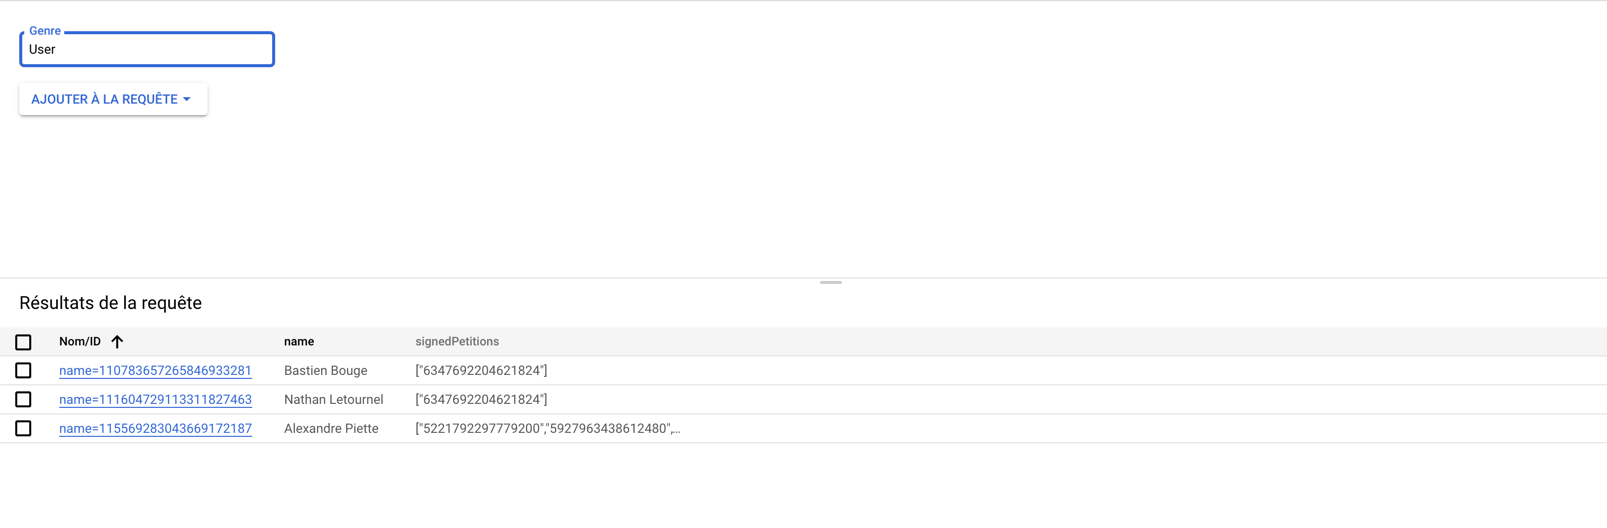 Genre
User
AJOUTER À LA REQUÊTE
Résultats de la requête
Nom/ID name signedPetitions
name=110783657265846933281 Bastien Bouge ["6347692204621824"]
name=111604729113311827463 Nathan Letournel ["6347692204621824"]
name=115569283043669172187 Alexandre Piette ["5221792297779200","5927963438612480",...